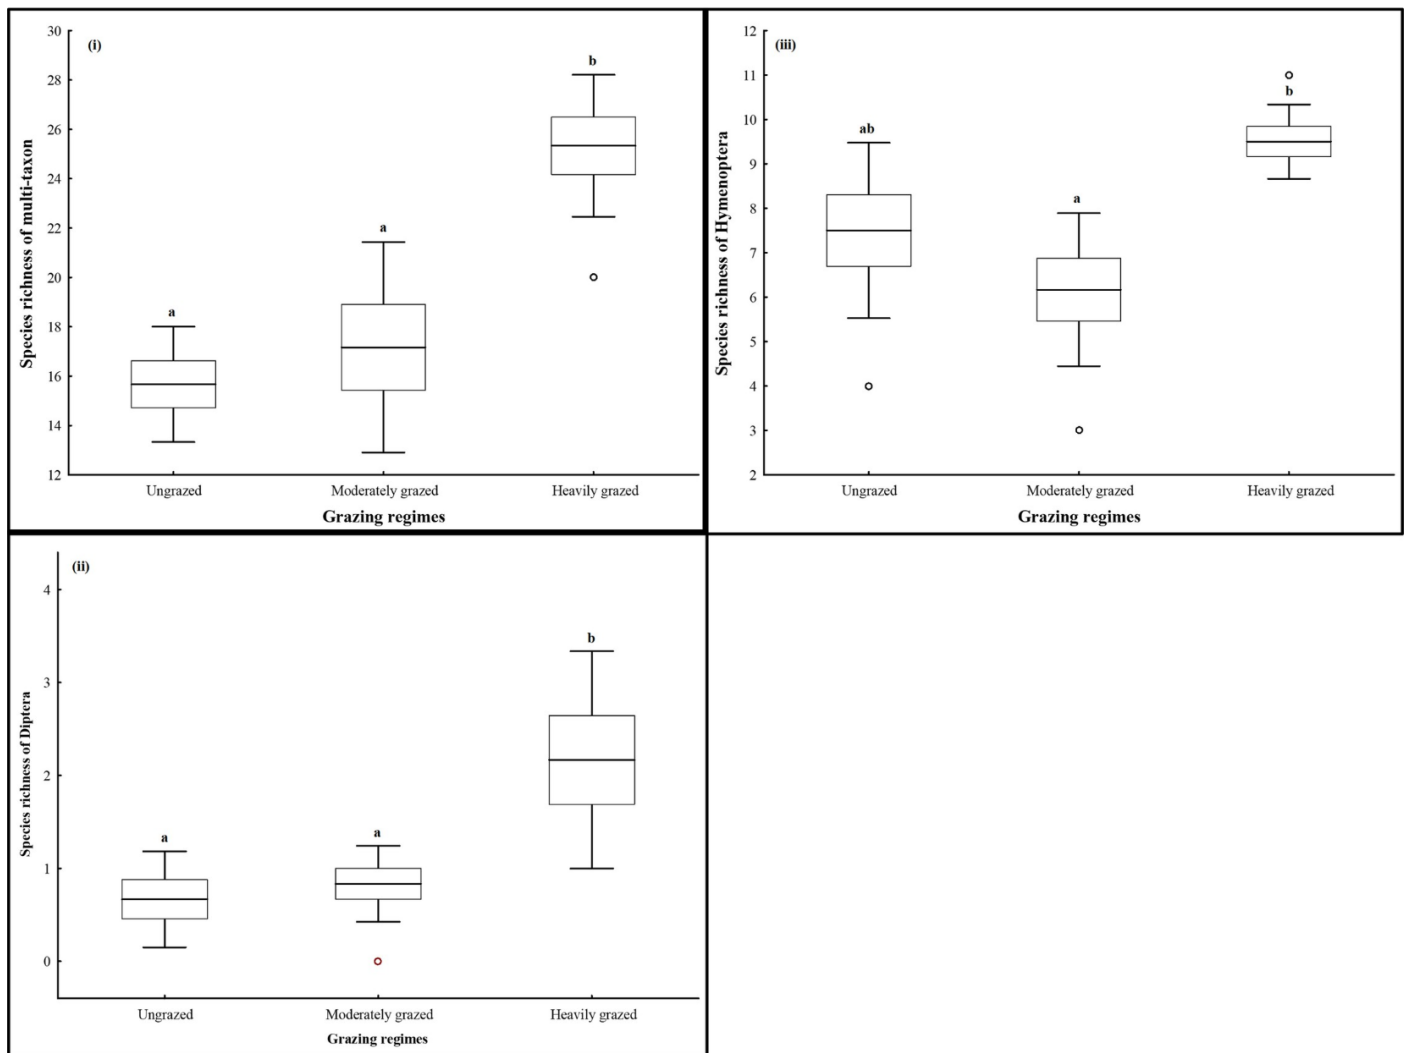 (i)
Species richness of multi-taxon
30
28
26
24
22
20
18
16
14
12
a
a
b
Ungrazed
Moderately grazed
Heavily grazed
Grazing regimes
(iii)
Species richness of Hymenoptera
12
11
10
9
8
7
6
5
4
3
2
ab
a
b
Ungrazed
Moderately grazed
Heavily grazed
Grazing regimes
(ii)
Species richness of Diptera
4
3
2
1
0
a
a
b
Ungrazed
Moderately grazed
Heavily grazed
Grazing regimes